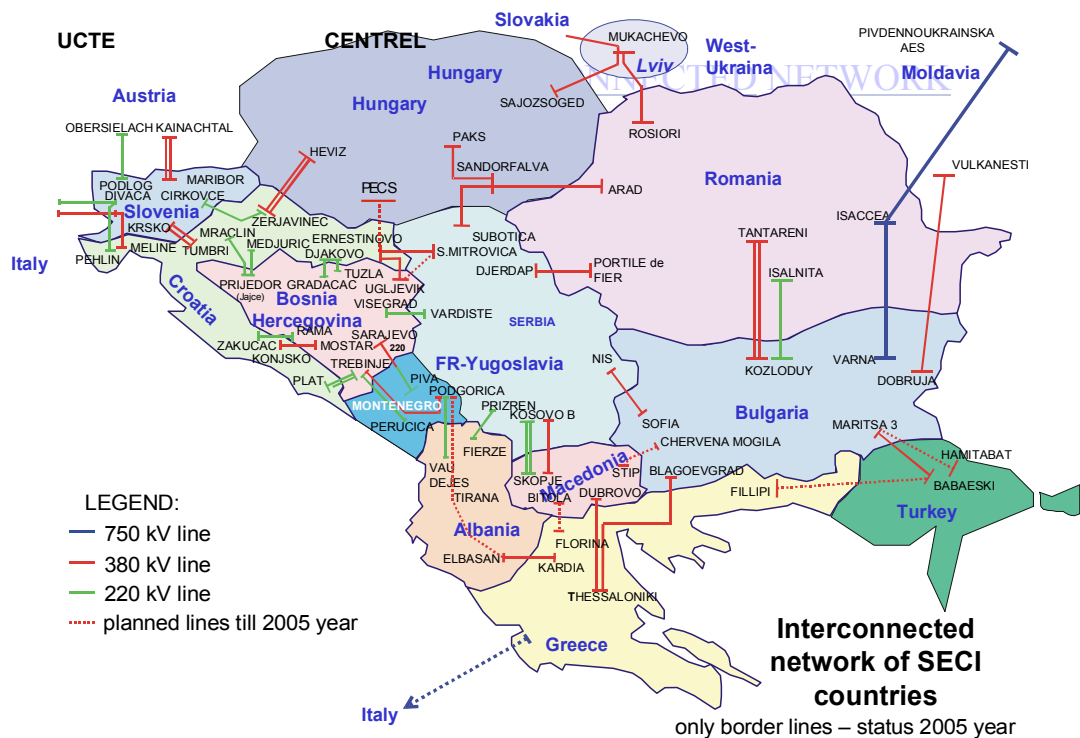 UCTE
CENTREL
Slovakia
MUKACHEVO
Lviv
West-
Ukraina
PIVDENNOUKRAINSKA
AES
Moldavia
NNECTED NETWORK
Hungary
Hungary
SAJOZSOGED
ROSIORI
Austria
OBERSIELACH
KAINACHTAL
HEVIZ
PAKS
SANDORFALVA
ARAD
Romania
VULKANESTI
PODLOG
DIVACA
MARIBOR
CIRKOVCE
Slovenia
KRSKO
PECS
ISACCEA
ZERJAVINEC
MRACLIN
MELINE
TUMBRI
MEDJURIC
ERNESTINOVO
DJAKOVO
SUBOTICA
S.MITROVICA
TANTARENI
PEHLIN
Italy
DJERDAP
PORTILE de
FIER
ISALNITA
TUZLA
UGLJEVIK
PRIJEDOR
(Jajce)
GRADACAC
VISEGRAD
Croatia
Bosnia
Hercegovina
VARDISTE
SERBIA
RAMA
ZAKUCAC
KONJSKO
MOSTAR
SARAJEVO
220
TREBINJE
FR-Yugoslavia
NIS
KOZLODUY
VARNA
DOBRUJA
PLAT
PIVA
PODGORICA
MONTENEGRO
PERUCICA
PRIZREN
KOSOVO B
SOFIA
Bulgaria
MARITSA 3
CHERVENA MOGILA
HAMITABAT
FIERZE
VAU
DEJES
TIRANA
SKOPJE
BITOLA
Macedonia
STIP
DUBROVO
BLAGOEVGRAD
FILLIPI
BABAESKI
Turkey
Albania
ELBASAN
FLORINA
KARDIA
THESSALONIKI
Greece
Italy
LEGEND:
750 kV line
380 kV line
220 kV line
planned lines till 2005 year
Interconnected
network of SECI
countries
only border lines – status 2005 year